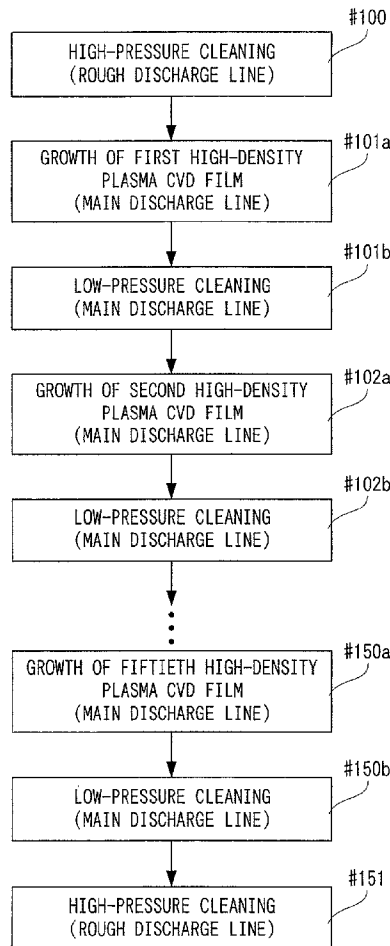 #100
HIGH-PRESSURE CLEANING
(ROUGH DISCHARGE LINE)
#101a
GROWTH OF FIRST HIGH-DENSITY
PLASMA CVD FILM
(MAIN DISCHARGE LINE)
#101b
LOW-PRESSURE CLEANING
(MAIN DISCHARGE LINE)
#102a
GROWTH OF SECOND HIGH-DENSITY
PLASMA CVD FILM
(MAIN DISCHARGE LINE)
#102b
LOW-PRESSURE CLEANING
(MAIN DISCHARGE LINE)
#150a
GROWTH OF FIFTIETH HIGH-DENSITY
PLASMA CVD FILM
(MAIN DISCHARGE LINE)
#150b
LOW-PRESSURE CLEANING
(MAIN DISCHARGE LINE)
#151
HIGH-PRESSURE CLEANING
(ROUGH DISCHARGE LINE)